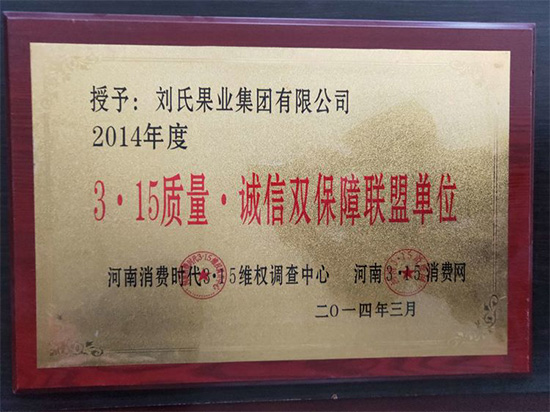 授予：刘氏果业集团有限公司
2014年度
3·15质量·诚信双保障联盟单位
河南消费时代3·15维权调查中心 河南3·15消费网
二○一四年三月